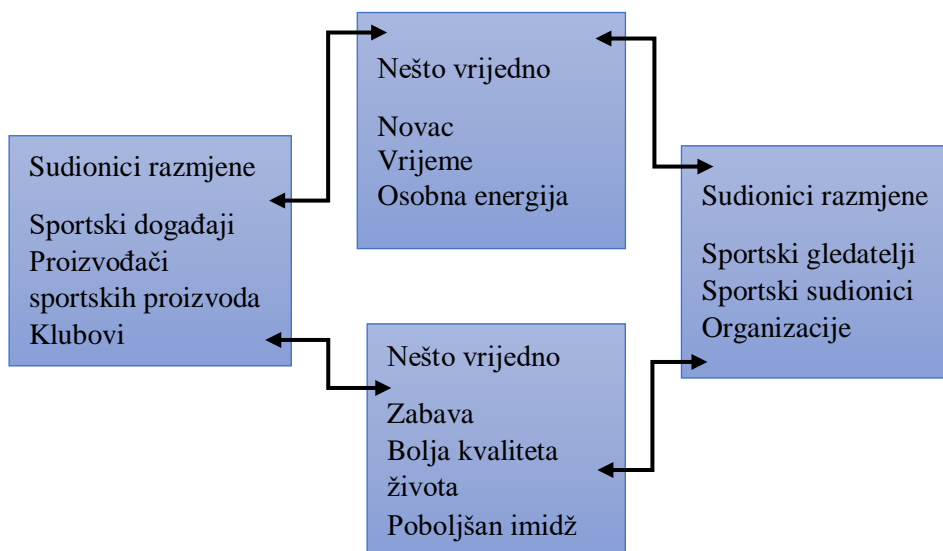 Nešto vrijedno
Novac
Vrijeme
Osobna energija
Sudionici razmjene
Sportski događaji
Proizvođači
sportskih proizvoda
Klubovi
Sudionici razmjene
Sportski gledatelji
Sportski sudionici
Organizacije
Nešto vrijedno
Zabava
Bolja kvaliteta
života
Poboljšan imidž